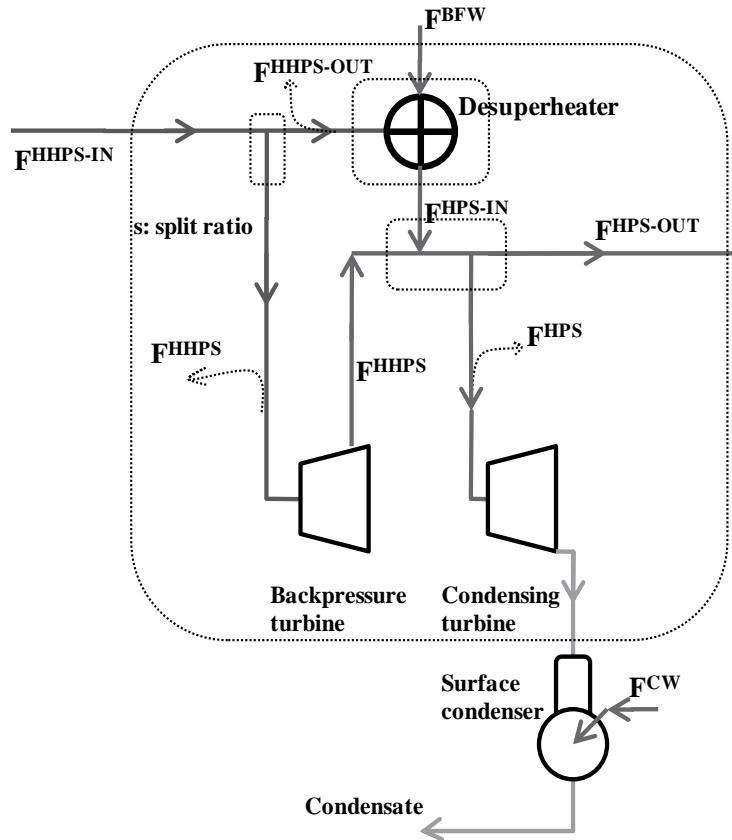 F^BFW
F^HHPS-OUT
Desuperheater
F^HHPS-IN
F^HPS-IN
s: split ratio
F^HPS-OUT
F^HHPS
F^HPS
F^HHPS
Backpressure
turbine
Condensing
turbine
Surface
condenser
F^CW
Condensate